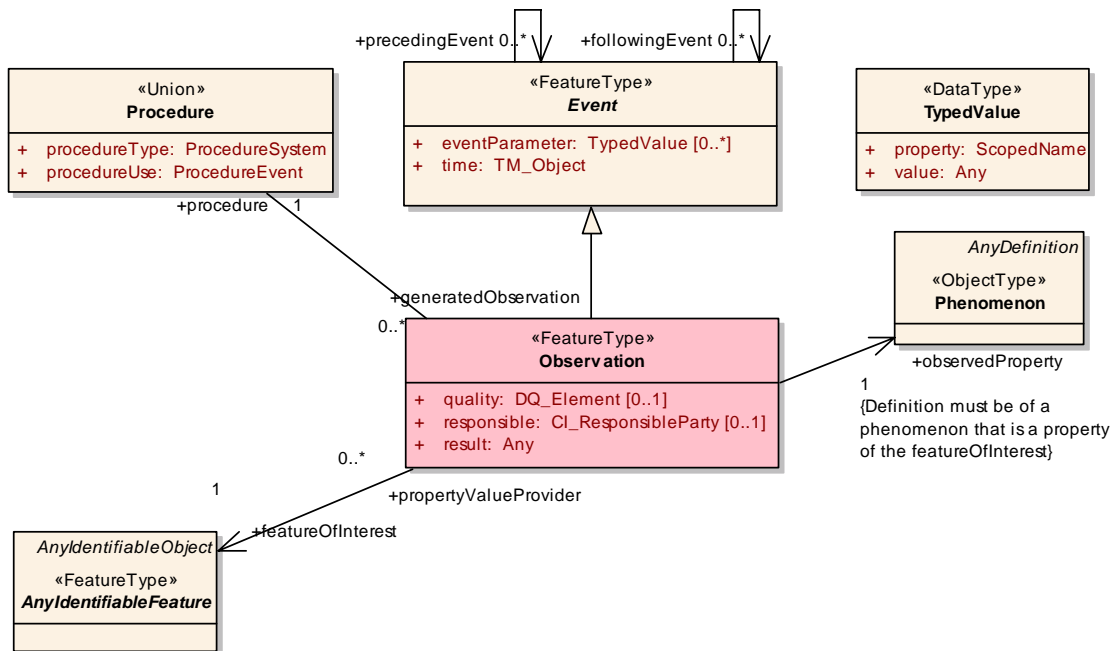 +precedingEvent 0..*
+followingEvent 0..*
«Union»
Procedure
+ procedureType: ProcedureSystem
+ procedureUse: ProcedureEvent
«FeatureType»
Event
+ eventParameter: TypedValue [0..*]
+ time: TM_Object
«DataType»
TypedValue
+ property: ScopedName
+ value: Any
+procedure 1
AnyDefinition
«ObjectType»
Phenomenon
+generatedObservation
0..*
«FeatureType»
Observation
+ quality: DQ_Element [0..1]
+ responsible: CI_ResponsibleParty [0..1]
+ result: Any
+observedProperty
1
{Definition must be of a
phenomenon that is a property
of the featureOfInterest}
0..*
+propertyValueProvider
1
+featureOfInterest
AnyIdentifiableObject
«FeatureType»
AnyIdentifiableFeature